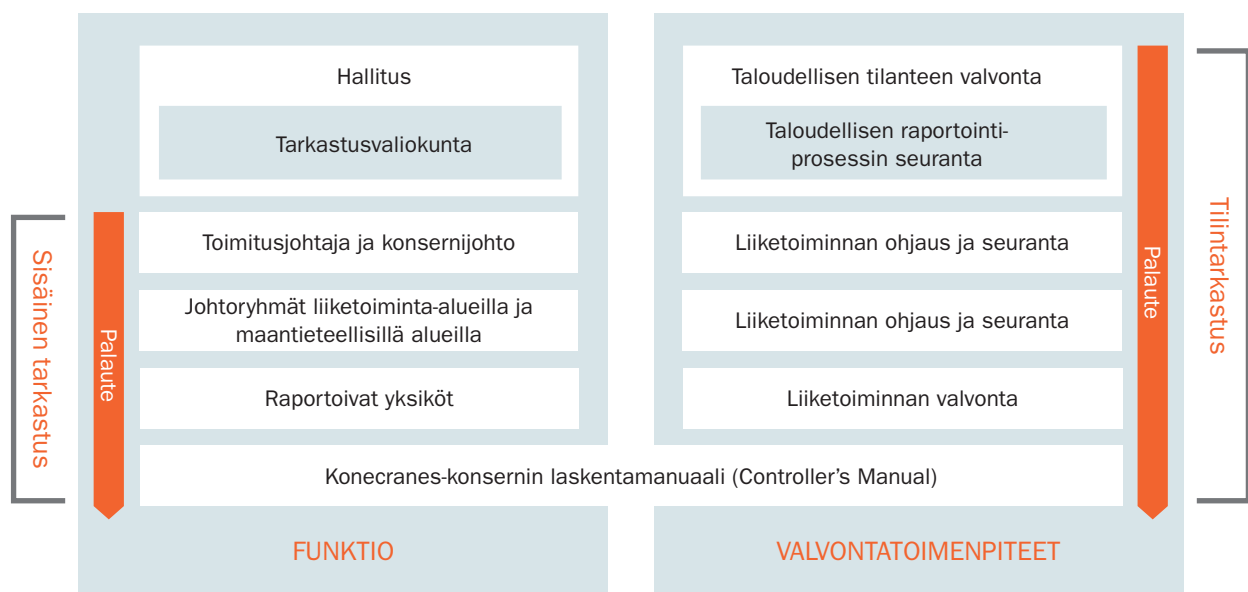 Hallitus
Tarkastusvaliokunta
Toimitusjohtaja ja konsernijohto
Johtoryhmät liiketoiminta-alueilla ja
maantieteellisillä alueilla
Raportoivat yksiköt
Sisäinen tarkastus
Palaute
Taloudellisen tilanteen valvonta
Taloudellisen raportointi-
prosessin seuranta
Liiketoiminnan ohjaus ja seuranta
Liiketoiminnan ohjaus ja seuranta
Liiketoiminnan valvonta
Palaute
Tilintarkastus
Konecranes-konsernin laskentamanuaali (Controller’s Manual)
FUNKTIO
VALVONTATOIMENPITEET